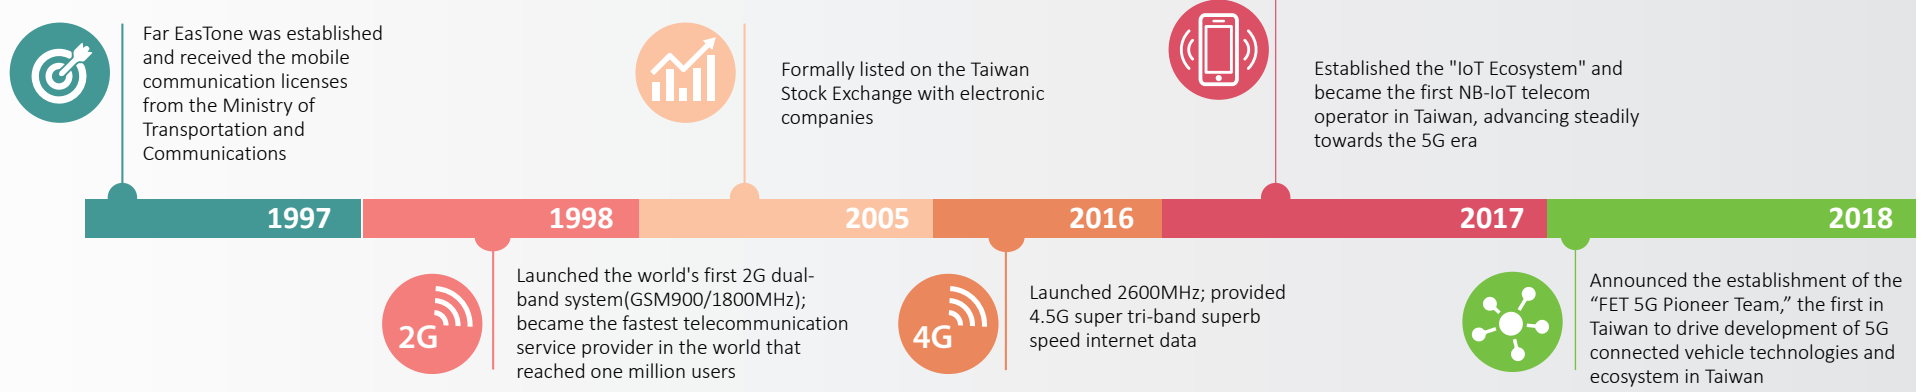 Far EasTone was established
and received the mobile
communication licenses
from the Ministry of
Transportation and
Communications
1997
1998
2G
Launched the world's first 2G dual-
band system(GSM900/1800MHz);
became the fastest telecommunication
service provider in the world that
reached one million users
Formally listed on the Taiwan
Stock Exchange with electronic
companies
2005
2016
4G
Launched 2600MHz; provided
4.5G super tri-band superb
speed internet data
Established the "IoT Ecosystem" and
became the first NB-IoT telecom
operator in Taiwan, advancing steadily
towards the 5G era
2017
2018
Announced the establishment of the
“FET 5G Pioneer Team,” the first in
Taiwan to drive development of 5G
connected vehicle technologies and
ecosystem in Taiwan